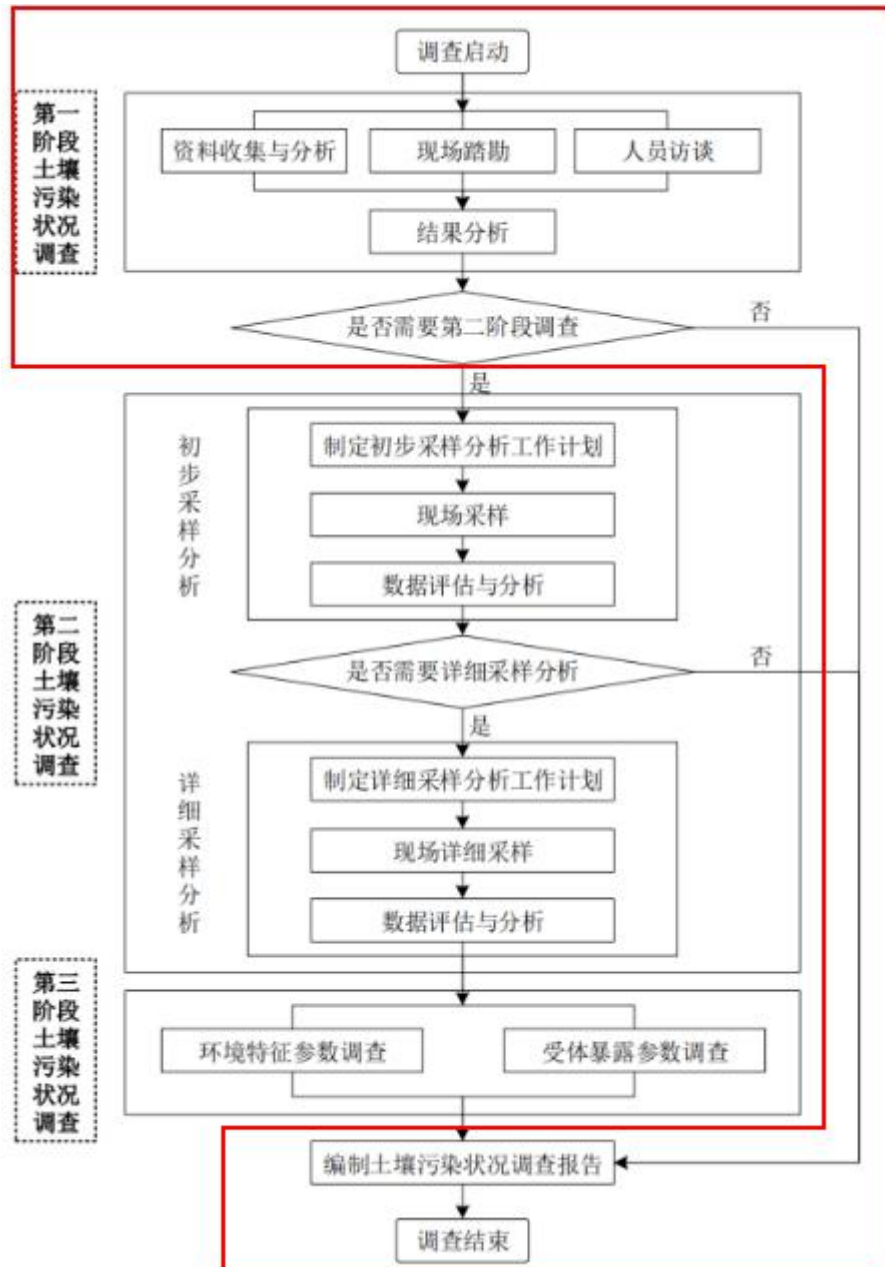 调查启动
第一
阶段
土壤
污染
状况
调查
资料收集与分析
现场踏勘
人员访谈
结果分析
是否需要第二阶段调查
否
是
初
步
采
样
分
析
制定初步采样分析工作计划
现场采样
数据评估与分析
第二
阶段
土壤
污染
状况
调查
是否需要详细采样分析
否
是
详
细
采
样
分
析
制定详细采样分析工作计划
现场详细采样
数据评估与分析
第三
阶段
土壤
污染
状况
调查
环境特征参数调查
受体暴露参数调查
编制土壤污染状况调查报告
调查结束